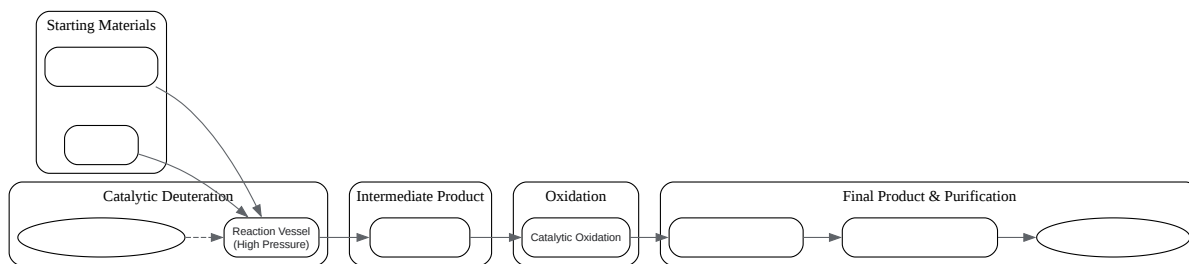 Starting Materials
Catalytic Deuteration
Intermediate Product
Oxidation
Final Product & Purification
Reaction Vessel
(High Pressure)
Catalytic Oxidation